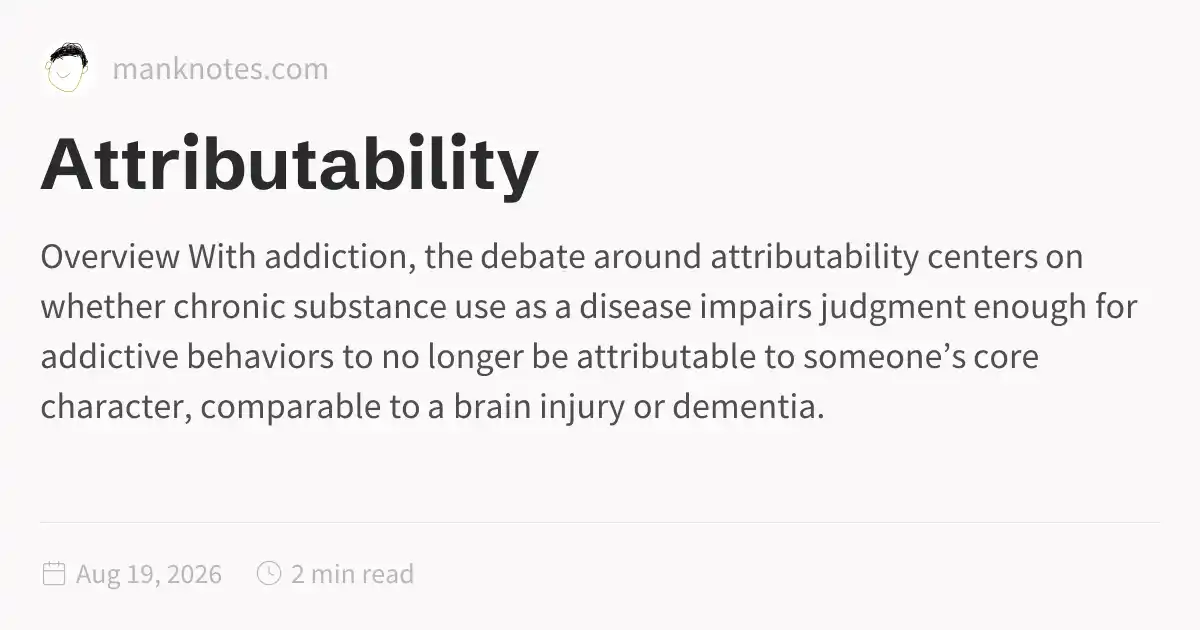 manknotes.com
Attributability
Overview With addiction, the debate around attributability centers on
whether chronic substance use as a disease impairs judgment enough for
addictive behaviors to no longer be attributable to someone’s core
character, comparable to a brain injury or dementia.
Aug 19, 2026 2 min read